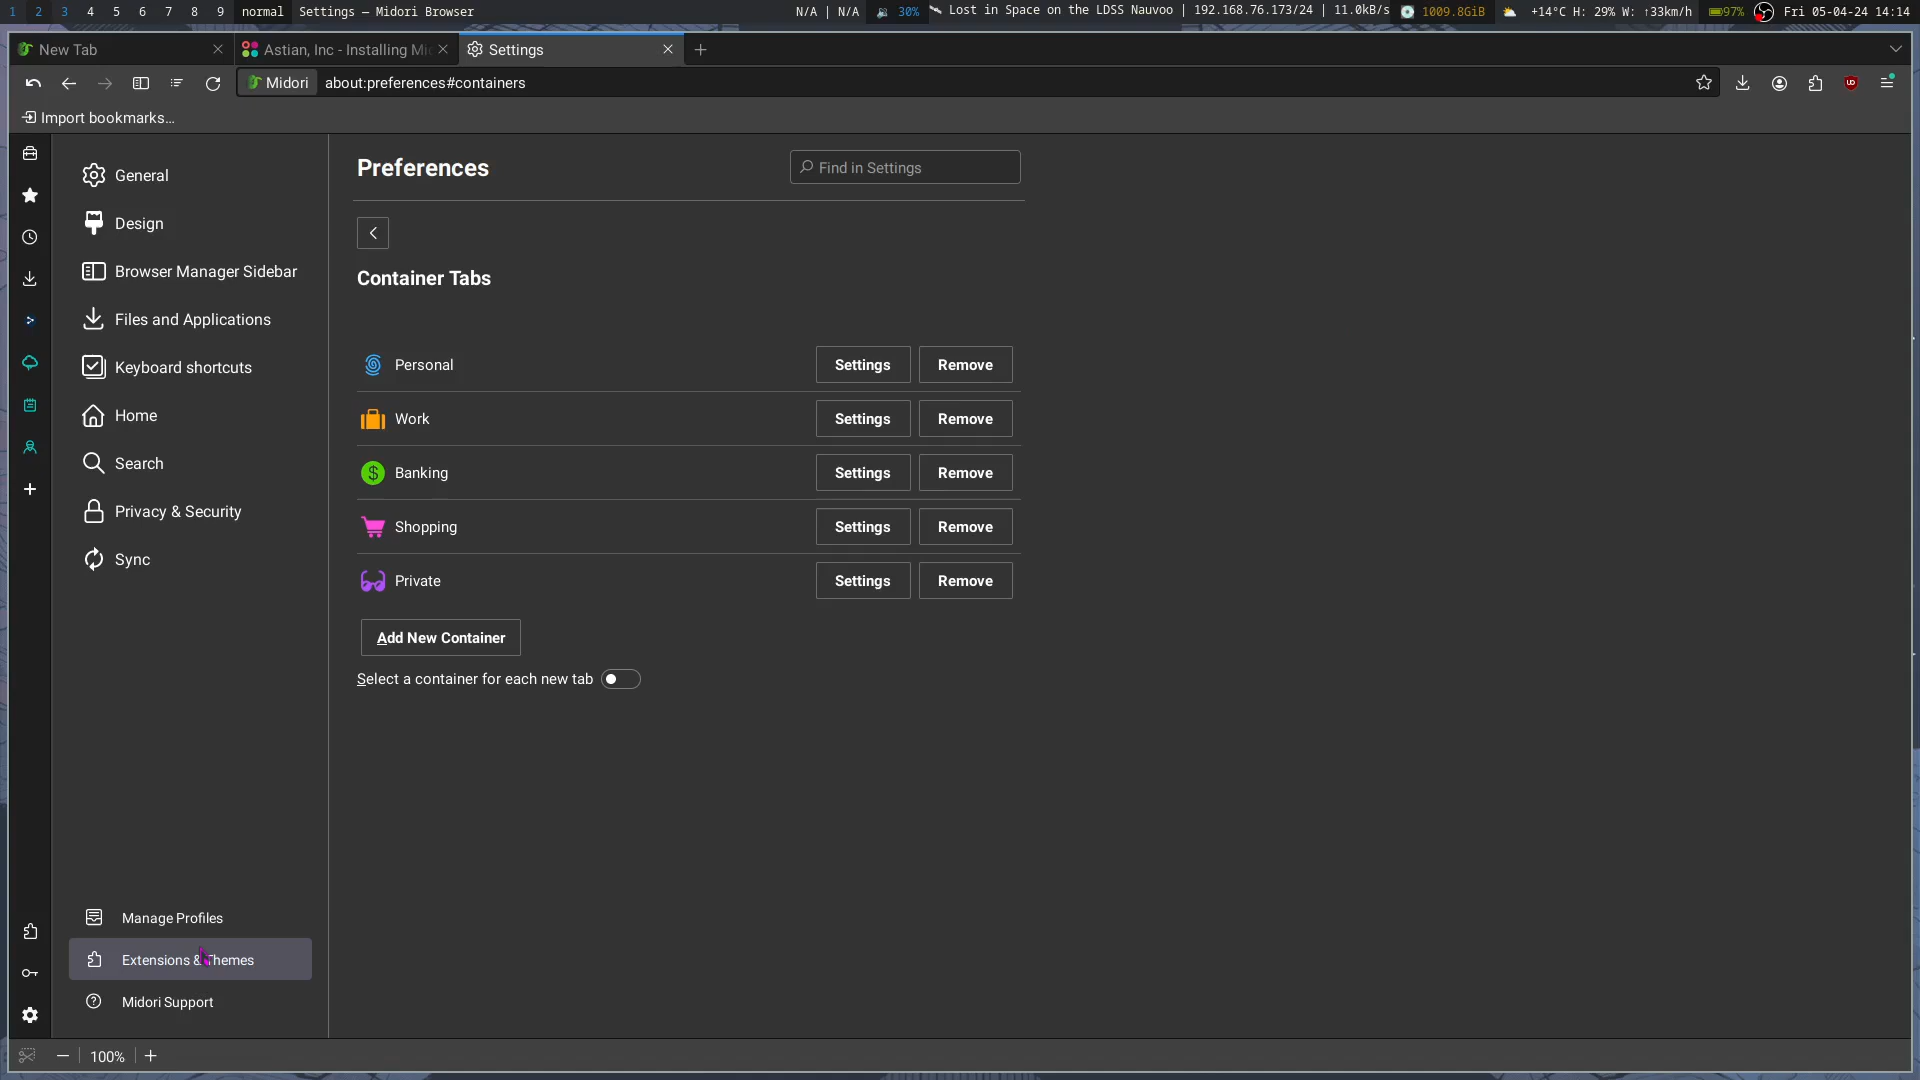 1 2 3 4 5 6 7 8 9 normal Settings — Midori Browser N/A | N/A 30% Lost in Space on the LDSS Nauvoo | 192.168.76.173/24 | 11.0kB/s 1009.8GiB +14°C H: 29% W: ↑33km/h 97% Fri 05-04-24 14:14
New Tab Astian, Inc - Installing Mi Settings
Midori about:preferences#containers
Import bookmarks...
General
Design
Browser Manager Sidebar
Files and Applications
Keyboard shortcuts
Home
Search
Privacy & Security
Sync
Manage Profiles
Extensions & Themes
Midori Support
Preferences Find in Settings
Container Tabs
Personal Settings Remove
Work Settings Remove
Banking Settings Remove
Shopping Settings Remove
Private Settings Remove
Add New Container
Select a container for each new tab
100%